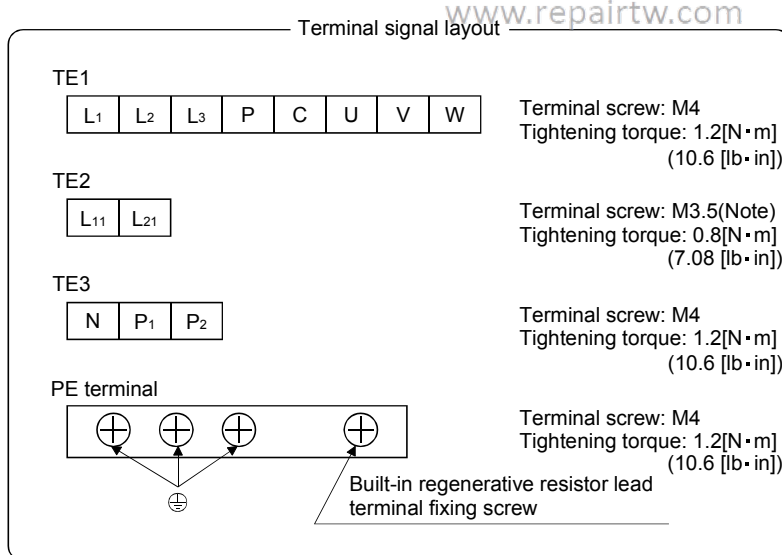 www.repairtw.com
Terminal signal layout
TE1
L1 L2 L3 P C U V W
Terminal screw: M4
Tightening torque: 1.2[N·m]
(10.6 [lb·in])
TE2
L11 L21
Terminal screw: M3.5(Note)
Tightening torque: 0.8[N·m]
(7.08 [lb·in])
TE3
N P1 P2
Terminal screw: M4
Tightening torque: 1.2[N·m]
(10.6 [lb·in])
PE terminal
Terminal screw: M4
Tightening torque: 1.2[N·m]
(10.6 [lb·in])
Built-in regenerative resistor lead
terminal fixing screw